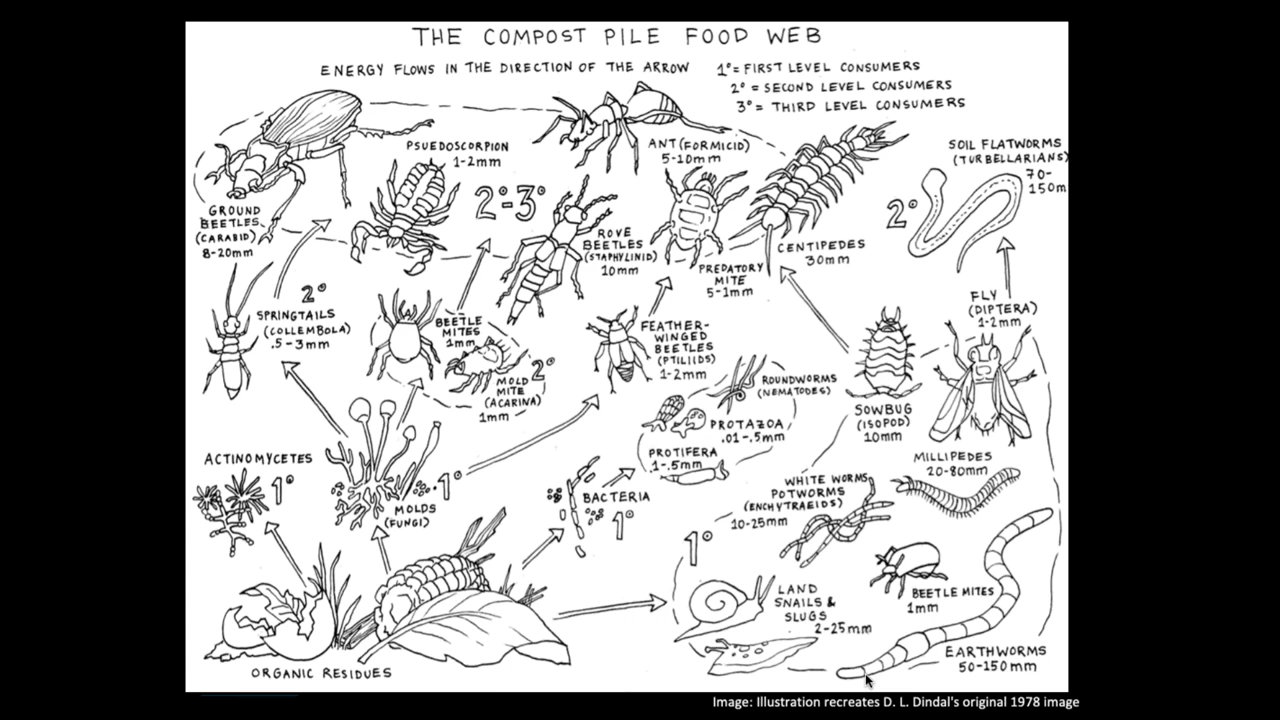 THE COMPOST PILE FOOD WEB
ENERGY FLOWS IN THE DIRECTION OF THE ARROW
1°= FIRST LEVEL CONSUMERS
2° = SECOND LEVEL CONSUMERS
3° = THIRD LEVEL CONSUMERS
PSUEDOSCORPION
1-2mm
ANT (FORMICID)
5-10mm
SOIL FLATWORMS
(TURBELLARIANS)
70-
150m
2°
2°-3°
GROUND
BEETLES
(CARABID)
8-20mm
ROVE
BEETLES
(STAPHYLINID)
10mm
PREDATORY
MITE
5-1mm
CENTIPEDES
30mm
2°
SPRINGTAILS
(COLLEMBOLA)
.5-3mm
BEETLE
MITES
1mm
MOLD
MITE
(ACARINA)
1mm
2°
FEATHER-
WINGED
BEETLES
(PTILIIDS)
1-2mm
FLY
(DIPTERA)
1-2mm
ROUNDWORMS
(NEMATODES)
PROTAZOA
.01-.5mm
PROTIFERA
1-.5mm
SOWBUG
(ISOPOD)
10mm
ACTINOMYCETES
1°
1°
MOLDS
(FUNGI)
BACTERIA
1°
MILLIPEDES
20-80mm
WHITE WORMS
POTWORMS
(ENCHYTRAEIDS)
10-25mm
1°
LAND
SNAILS &
SLUGS
2-25mm
BEETLE MITES
1mm
EARTHWORMS
50-150mm
ORGANIC RESIDUES
Image: Illustration recreates D. L. Dindal's original 1978 image